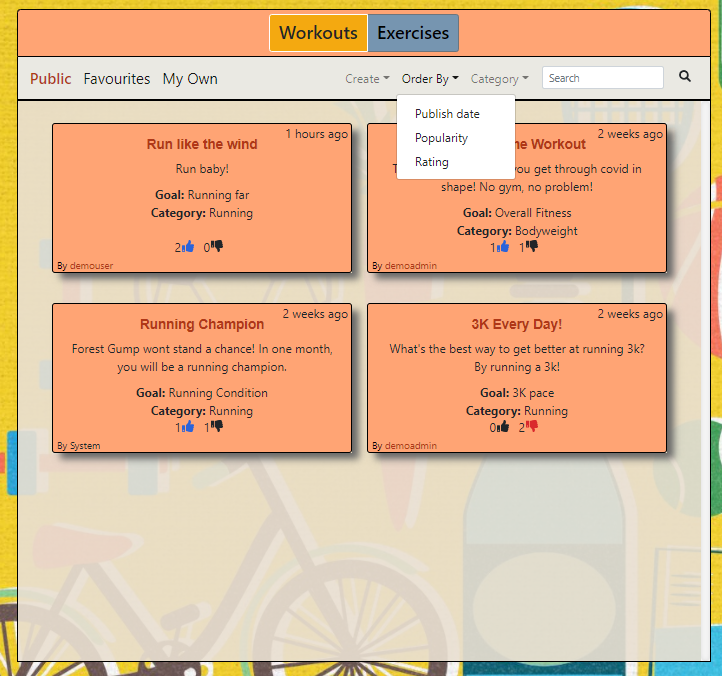 Workouts Exercises
Public Favourites My Own Create Order By Category Search
Publish date
Popularity
Rating
1 hours ago
Run like the wind
Run baby!
Goal: Running far
Category: Running
2 0
By demouser
2 weeks ago
me Workout
you get through covid in
shape! No gym, no problem!
Goal: Overall Fitness
Category: Bodyweight
1 1
By demoadmin
2 weeks ago
Running Champion
Forest Gump wont stand a chance! In one month,
you will be a running champion.
Goal: Running Condition
Category: Running
1 1
By System
2 weeks ago
3K Every Day!
What's the best way to get better at running 3k?
By running a 3k!
Goal: 3K pace
Category: Running
0 2
By demoadmin